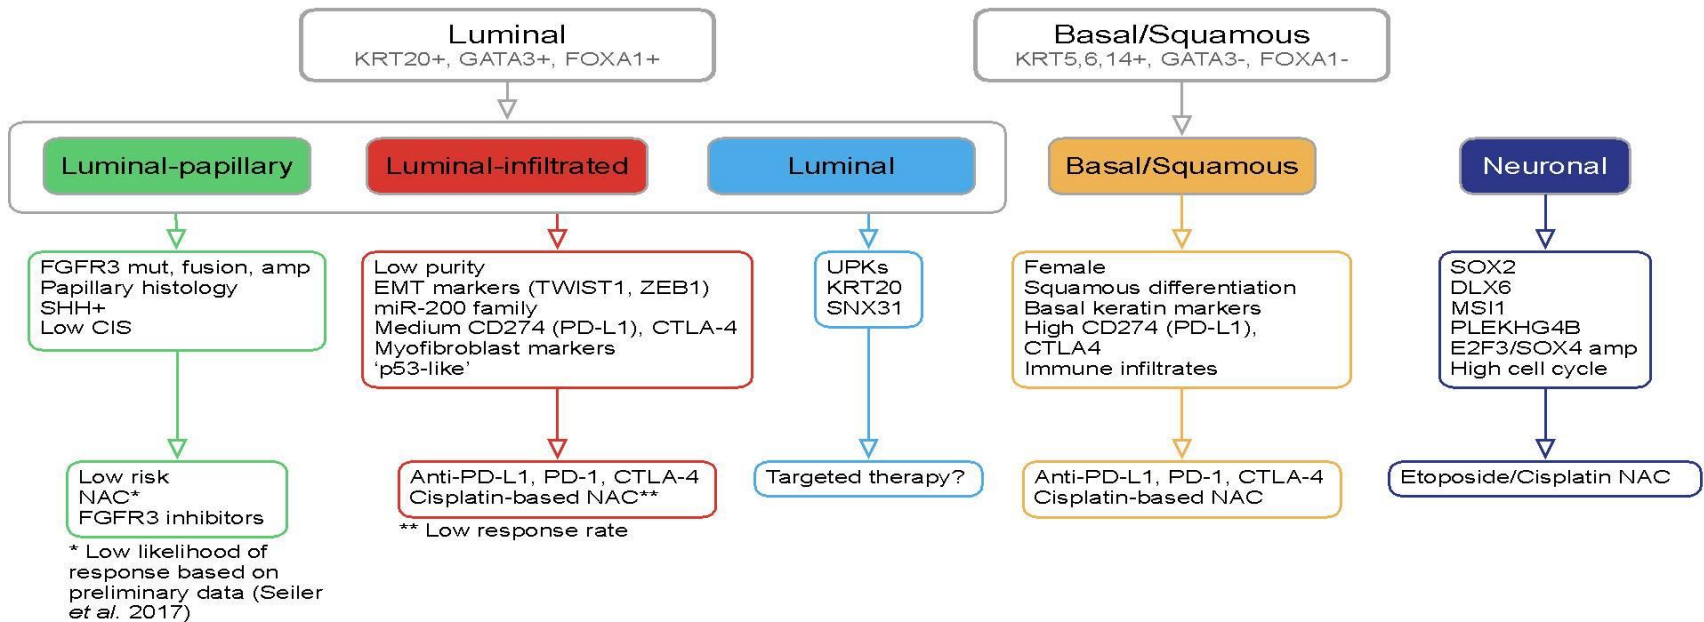 Luminal
KRT20+, GATA3+, FOXA1+
Basal/Squamous
KRT5,6,14+, GATA3-, FOXA1-
Luminal-papillary
Luminal-infiltrated
Luminal
Basal/Squamous
Neuronal
FGFR3 mut, fusion, amp
Papillary histology
SHH+
Low CIS
Low purity
EMT markers (TWIST1, ZEB1)
miR-200 family
Medium CD274 (PD-L1), CTLA-4
Myofibroblast markers
‘p53-like’
UPKs
KRT20
SNX31
Female
Squamous differentiation
Basal keratin markers
High CD274 (PD-L1),
CTLA4
Immune infiltrates
SOX2
DLX6
MSI1
PLEKHG4B
E2F3/SOX4 amp
High cell cycle
Low risk
NAC*
FGFR3 inhibitors
* Low likelihood of
response based on
preliminary data (Seiler
et al. 2017)
Anti-PD-L1, PD-1, CTLA-4
Cisplatin-based NAC**
** Low response rate
Targeted therapy?
Anti-PD-L1, PD-1, CTLA-4
Cisplatin-based NAC
Etoposide/Cisplatin NAC